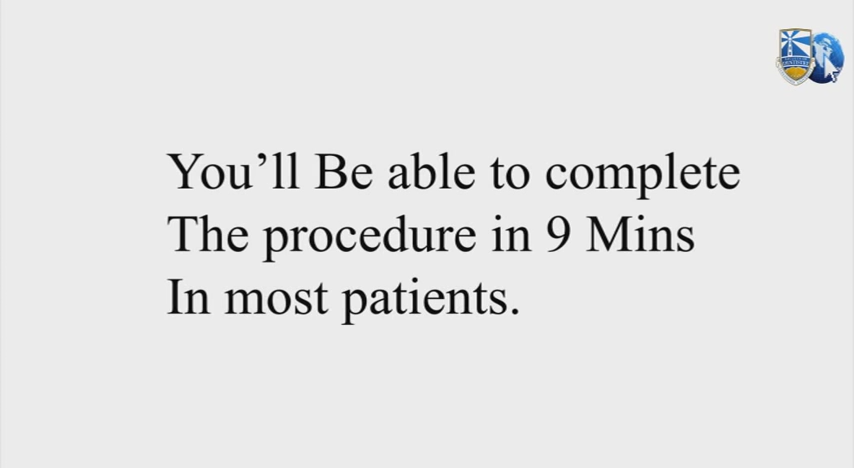 You’ll Be able to complete
The procedure in 9 Mins
In most patients.